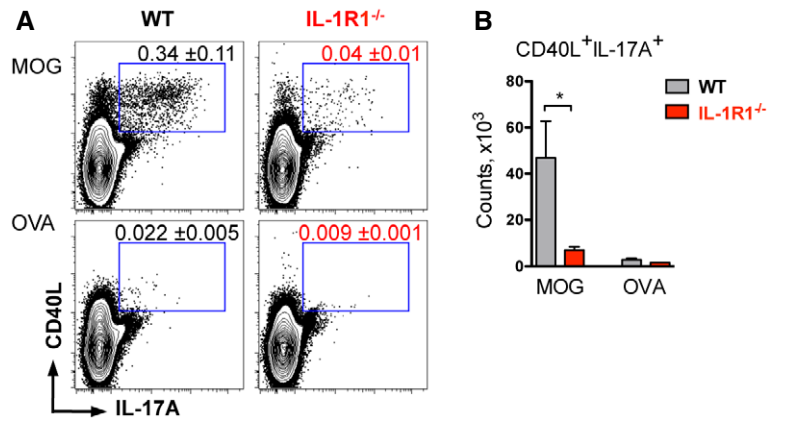 A
WT
IL-1R1-/-
MOG
0.34 ±0.11
0.04 ±0.01
OVA
0.022 ±0.005
0.009 ±0.001
CD40L
IL-17A
B
CD40L+IL-17A+
Counts, x10³
80
60
40
20
0
*
WT
IL-1R1-/-
MOG
OVA